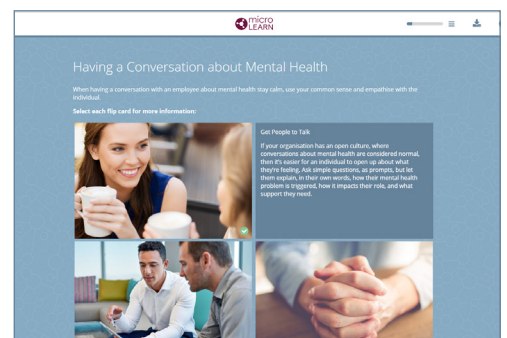 micro
LEARN
Having a Conversation about Mental Health
When having a conversation with an employee about mental health stay calm, use your common sense and empathise with the
individual.
Select each flip card for more information:
Get People to Talk
If your organisation has an open culture, where
conversations about mental health are considered normal,
then it's easier for an individual to open up about what
they're feeling. Ask simple questions, as prompts, but let
them explain, in their own words, how their mental health
problem is triggered, how it impacts their role, and what
support they need.